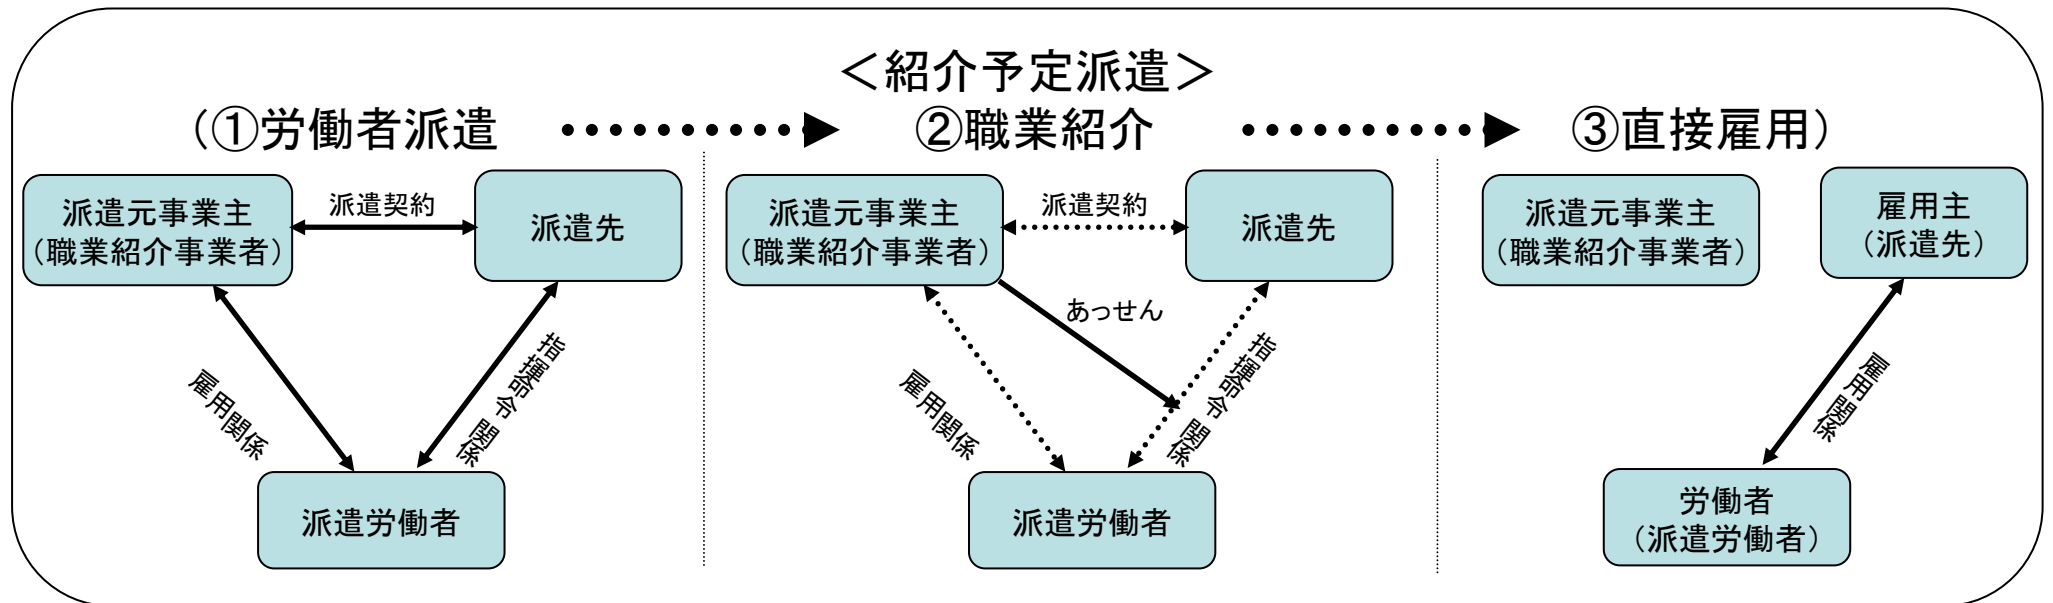 ＜紹介予定派遣＞
（①労働者派遣
②職業紹介
③直接雇用）
派遣元事業主
（職業紹介事業者）
派遣契約
派遣先
雇用関係
指揮命令関係
派遣労働者
派遣元事業主
（職業紹介事業者）
派遣契約
派遣先
あっせん
雇用関係
指揮命令関係
派遣労働者
派遣元事業主
（職業紹介事業者）
雇用主
（派遣先）
雇用関係
労働者
（派遣労働者）